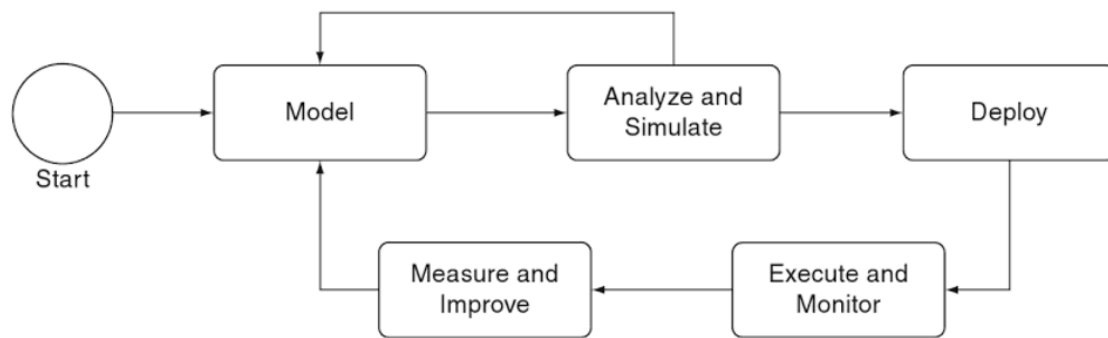 Model
Analyze and
Simulate
Deploy
Start
Measure and
Improve
Execute and
Monitor